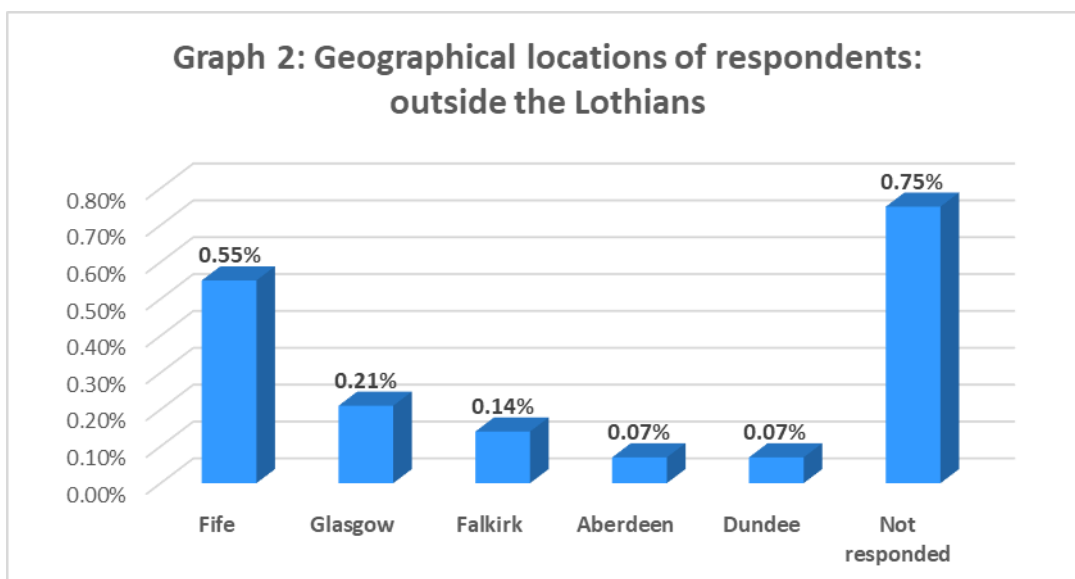 Graph 2: Geographical locations of respondents:
outside the Lothians
0.80%
0.70%
0.60%
0.50%
0.40%
0.30%
0.20%
0.10%
0.00%
0.55%
0.21%
0.14%
0.07%
0.07%
0.75%
Fife
Glasgow
Falkirk
Aberdeen
Dundee
Not
responded